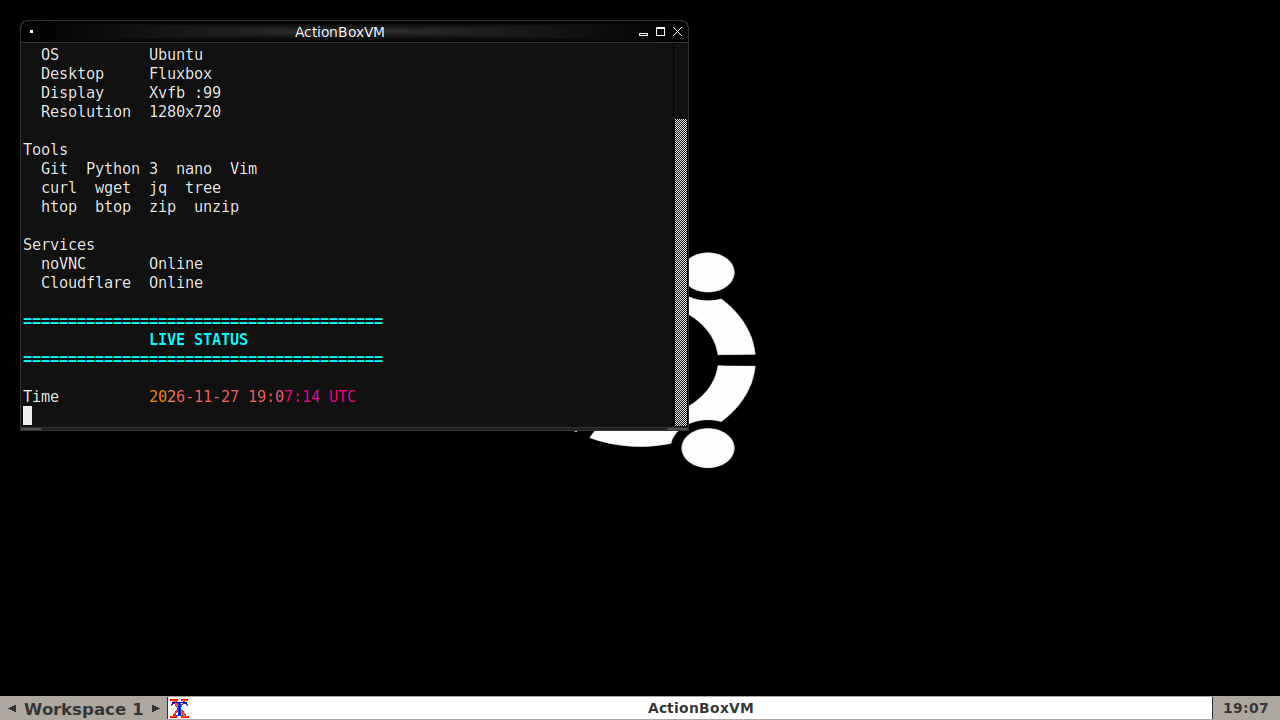 ActionBoxVM
OS Ubuntu
Desktop Fluxbox
Display Xvfb :99
Resolution 1280x720
Tools
Git Python 3 nano Vim
curl wget jq tree
htop btop zip unzip
Services
noVNC Online
Cloudflare Online
========================================
LIVE STATUS
========================================
Time 2026-11-27 19:07:14 UTC
Workspace 1 ActionBoxVM 19:07